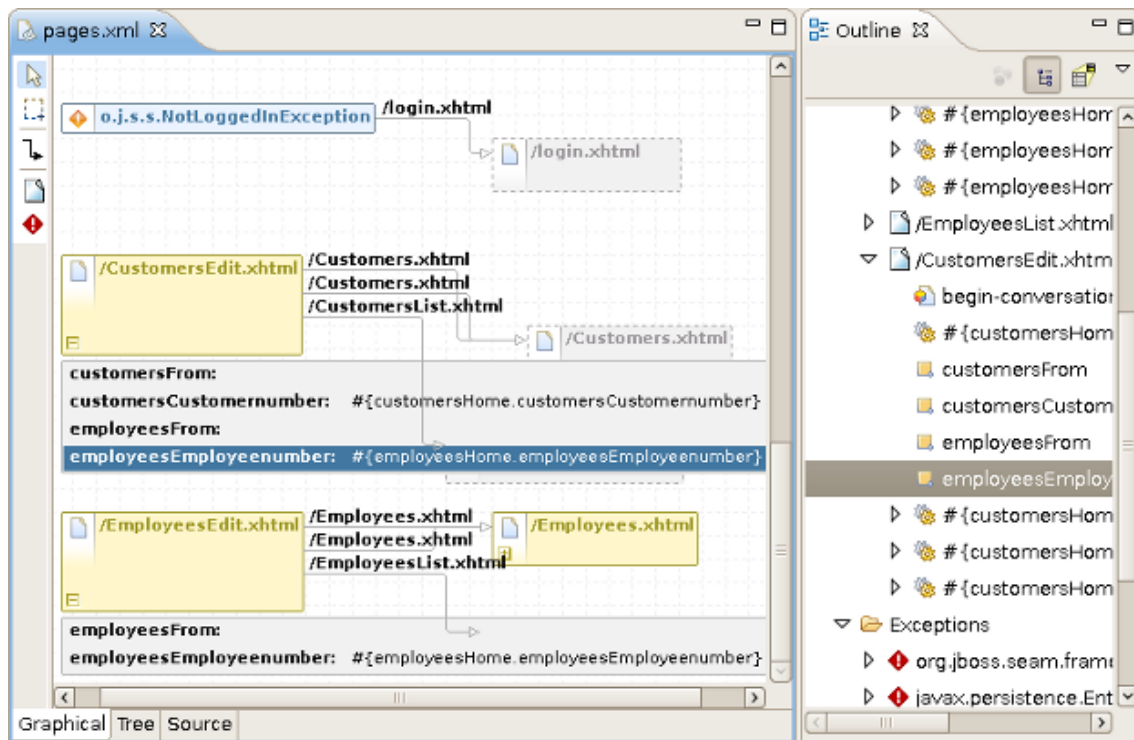 pages.xml
o.j.s.s.NotLoggedInException
/login.xhtml
/login.xhtml
/CustomersEdit.xhtml
/Customers.xhtml
/Customers.xhtml
/CustomersList.xhtml
/Customers.xhtml
customersFrom:
customersCustomernumber: #{customersHome.customersCustomernumber}
employeesFrom:
employeesEmployeenumber: #{employeesHome.employeesEmployeenumber}
/EmployeesEdit.xhtml
/Employees.xhtml
/Employees.xhtml
/EmployeesList.xhtml
/Employees.xhtml
employeesFrom:
employeesEmployeenumber: #{employeesHome.employeesEmployeenumber}
Graphical Tree Source
Outline
#{employeesHom
#{employeesHom
#{employeesHom
/EmployeesList.xhtml
/CustomersEdit.xhtm
begin-conversation
#{customersHom
customersFrom
customersCustom
employeesFrom
employeesEmploy
#{customersHom
#{customersHom
#{customersHom
Exceptions
org.jboss.seam.frame
javax.persistence.Ent